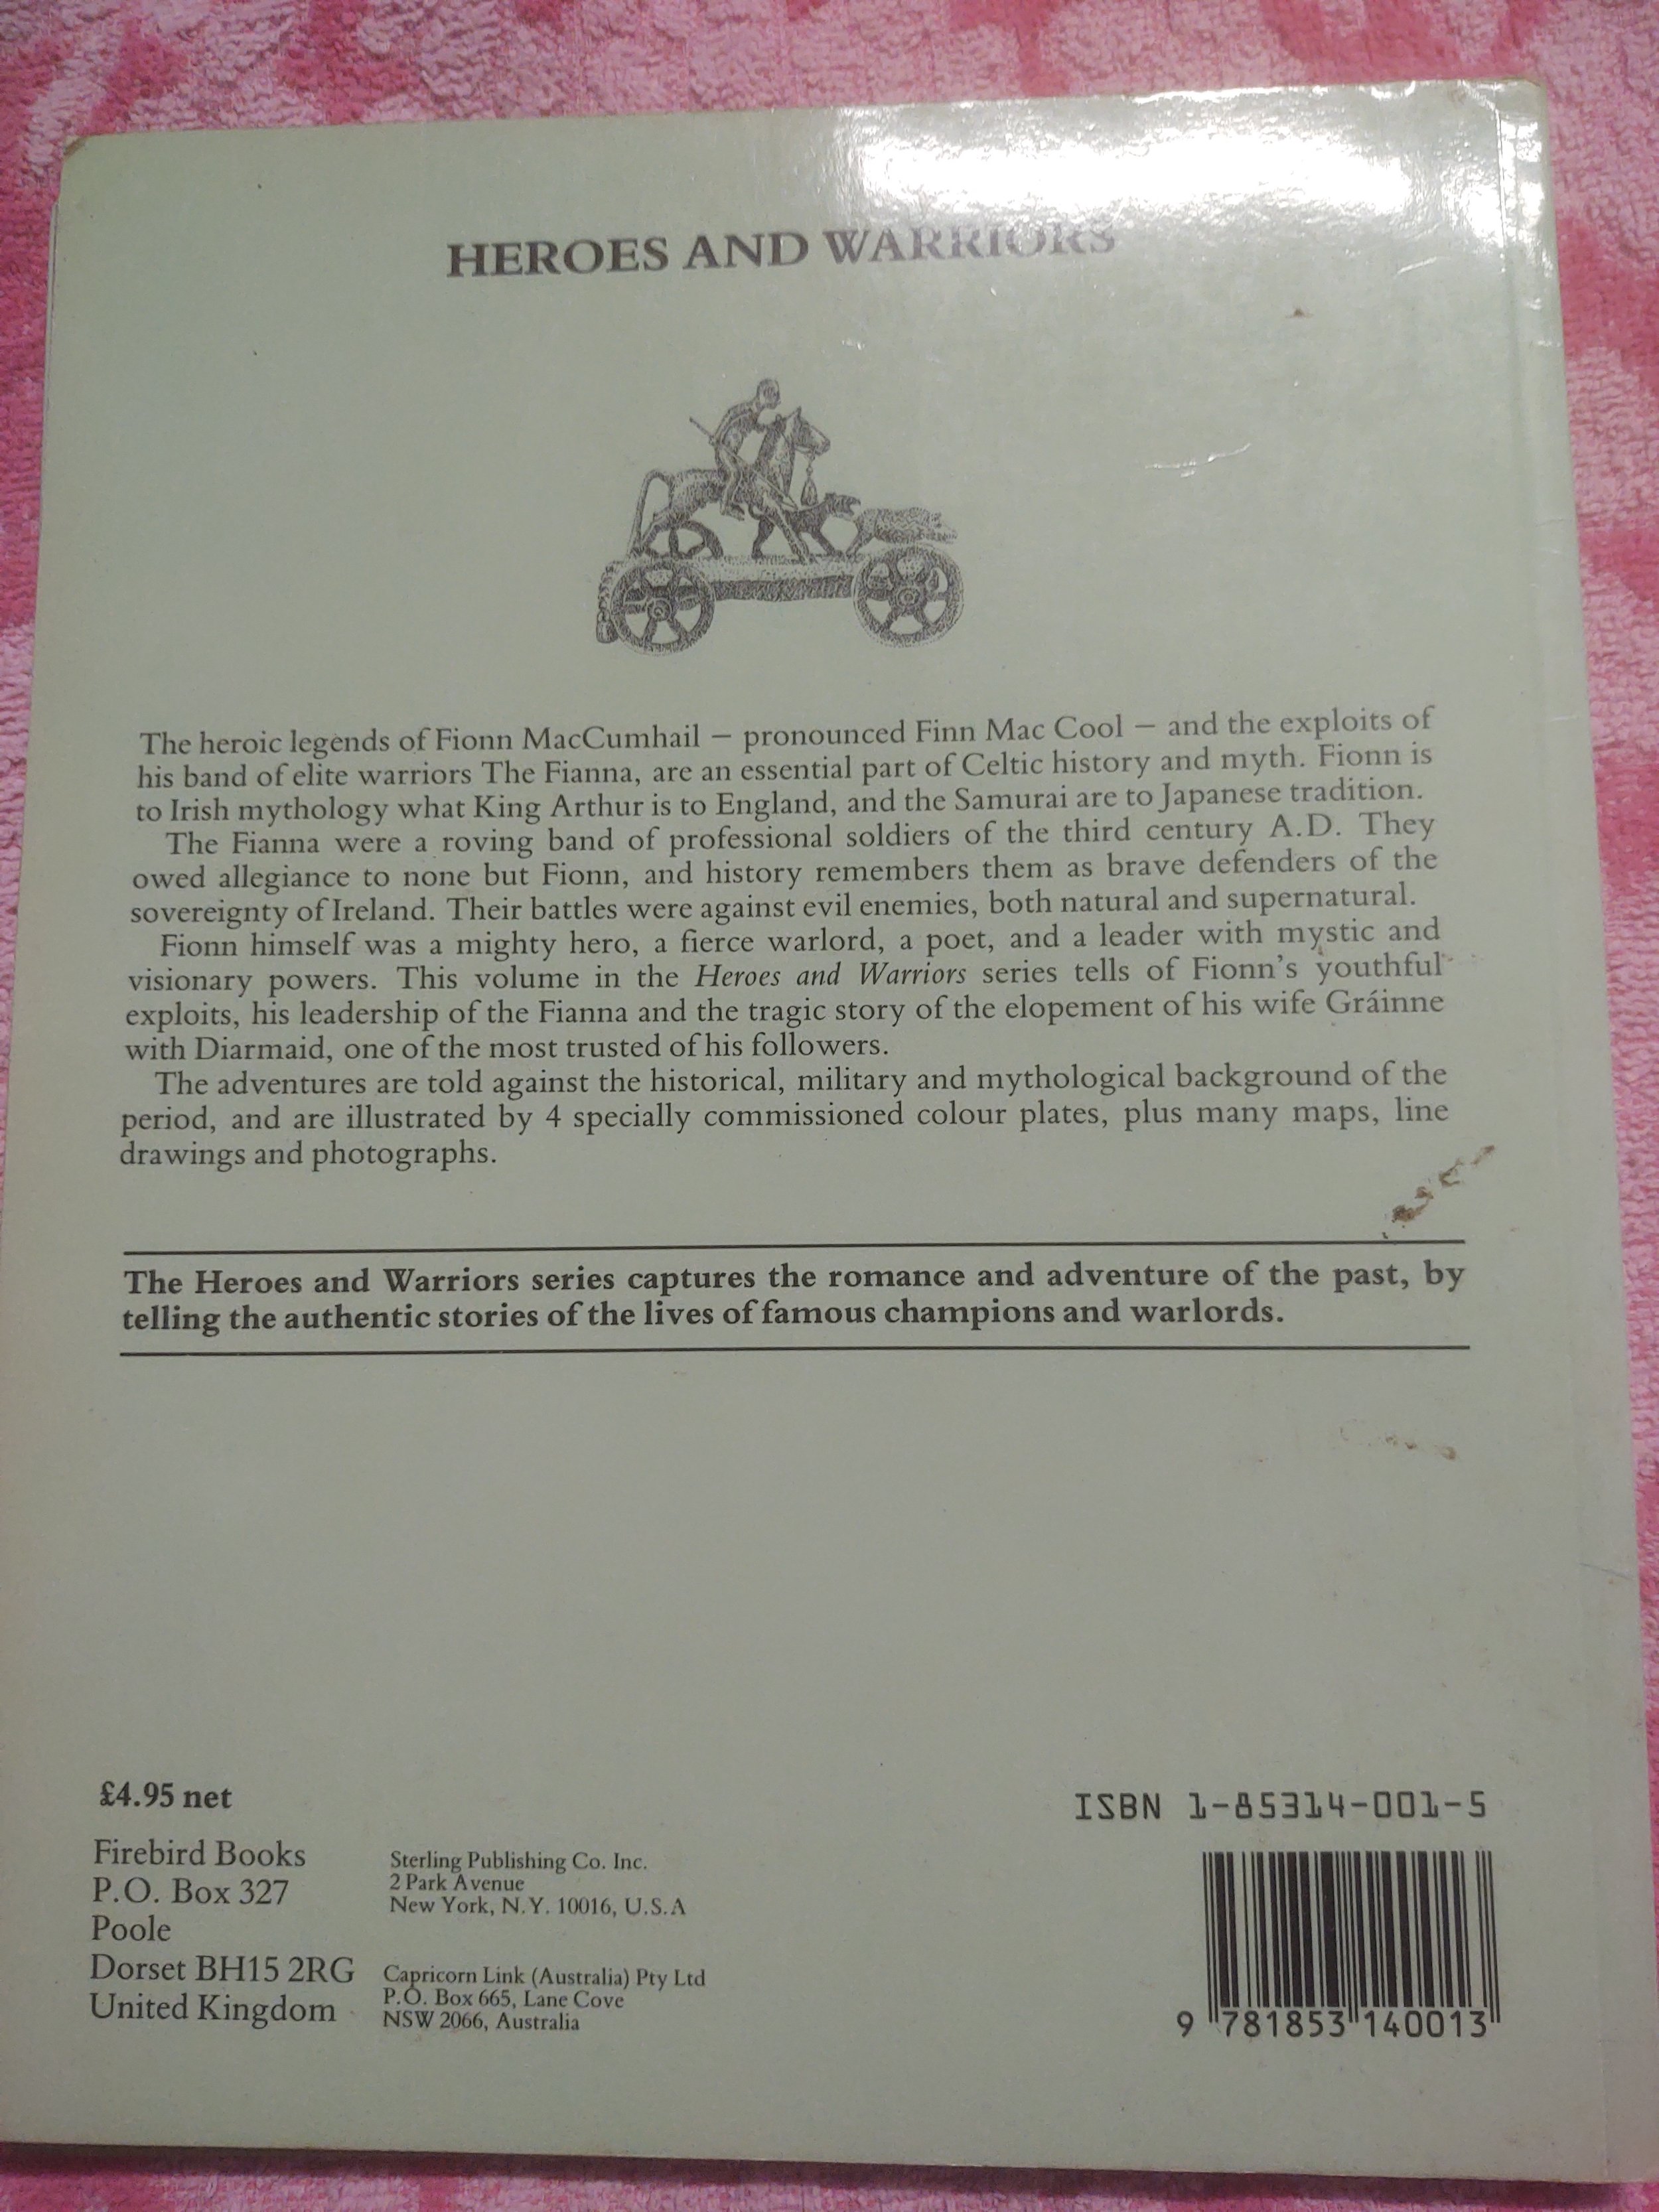 HEROES AND WARRIORS
The heroic legends of Fionn MacCumhail — pronounced Finn Mac Cool — and the exploits of
his band of elite warriors The Fianna, are an essential part of Celtic history and myth. Fionn is
to Irish mythology what King Arthur is to England, and the Samurai are to Japanese tradition.
The Fianna were a roving band of professional soldiers of the third century A.D. They
owed allegiance to none but Fionn, and history remembers them as brave defenders of the
sovereignty of Ireland. Their battles were against evil enemies, both natural and supernatural.
Fionn himself was a mighty hero, a fierce warlord, a poet, and a leader with mystic and
visionary powers. This volume in the Heroes and Warriors series tells of Fionn's youthful
exploits, his leadership of the Fianna and the tragic story of the elopement of his wife Gráinne
with Diarmaid, one of the most trusted of his followers.
The adventures are told against the historical, military and mythological background of the
period, and are illustrated by 4 specially commissioned colour plates, plus many maps, line
drawings and photographs.
The Heroes and Warriors series captures the romance and adventure of the past, by
telling the authentic stories of the lives of famous champions and warlords.
£4.95 net
Firebird Books
P.O. Box 327
Poole
Dorset BH15 2RG
United Kingdom
Sterling Publishing Co. Inc.
2 Park Avenue
New York, N.Y. 10016, U.S.A
Capricorn Link (Australia) Pty Ltd
P.O. Box 665, Lane Cove
NSW 2066, Australia
ISBN 1-85314-001-5
9 781853 140013